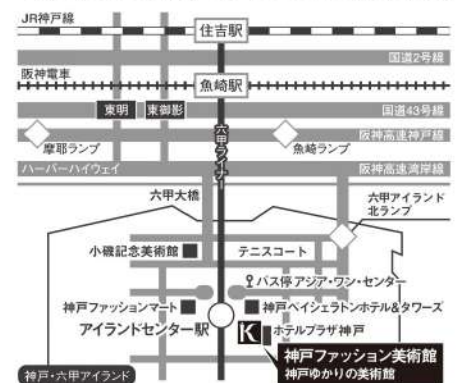 JR神戸線
住吉駅
国道2号線
阪神電車
魚崎駅
東明
東御影
国道43号線
六甲ライナー
阪神高速神戸線
摩耶ランプ
魚崎ランプ
ハーバーハイウェイ
阪神高速湾岸線
六甲大橋
六甲アイランド
北ランプ
小磯記念美術館
テニスコート
バス停 アジア・ワン・センター
神戸ファッションマート
神戸ベイシェラトンホテル&タワーズ
アイランドセンター駅
K
ホテルプラザ神戸
神戸ファッション美術館
神戸ゆかりの美術館
神戸・六甲アイランド